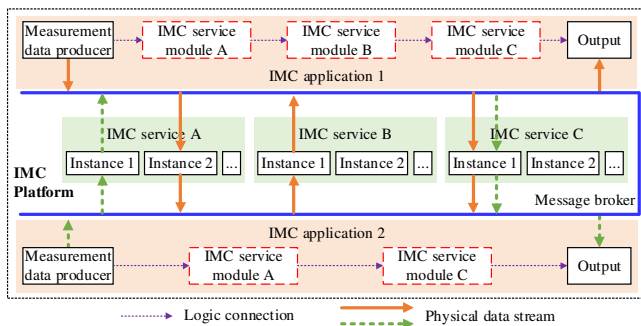 Measurement
data producer
IMC service
module A
IMC service
module B
IMC service
module C
Output
IMC application 1
IMC service A
IMC service B
IMC service C
Instance 1
Instance 2
...
Instance 1
Instance 2
...
Instance 1
Instance 2
...
IMC
Platform
Message broker
IMC application 2
Measurement
data producer
IMC service
module A
IMC service
module C
Output
Logic connection
Physical data stream